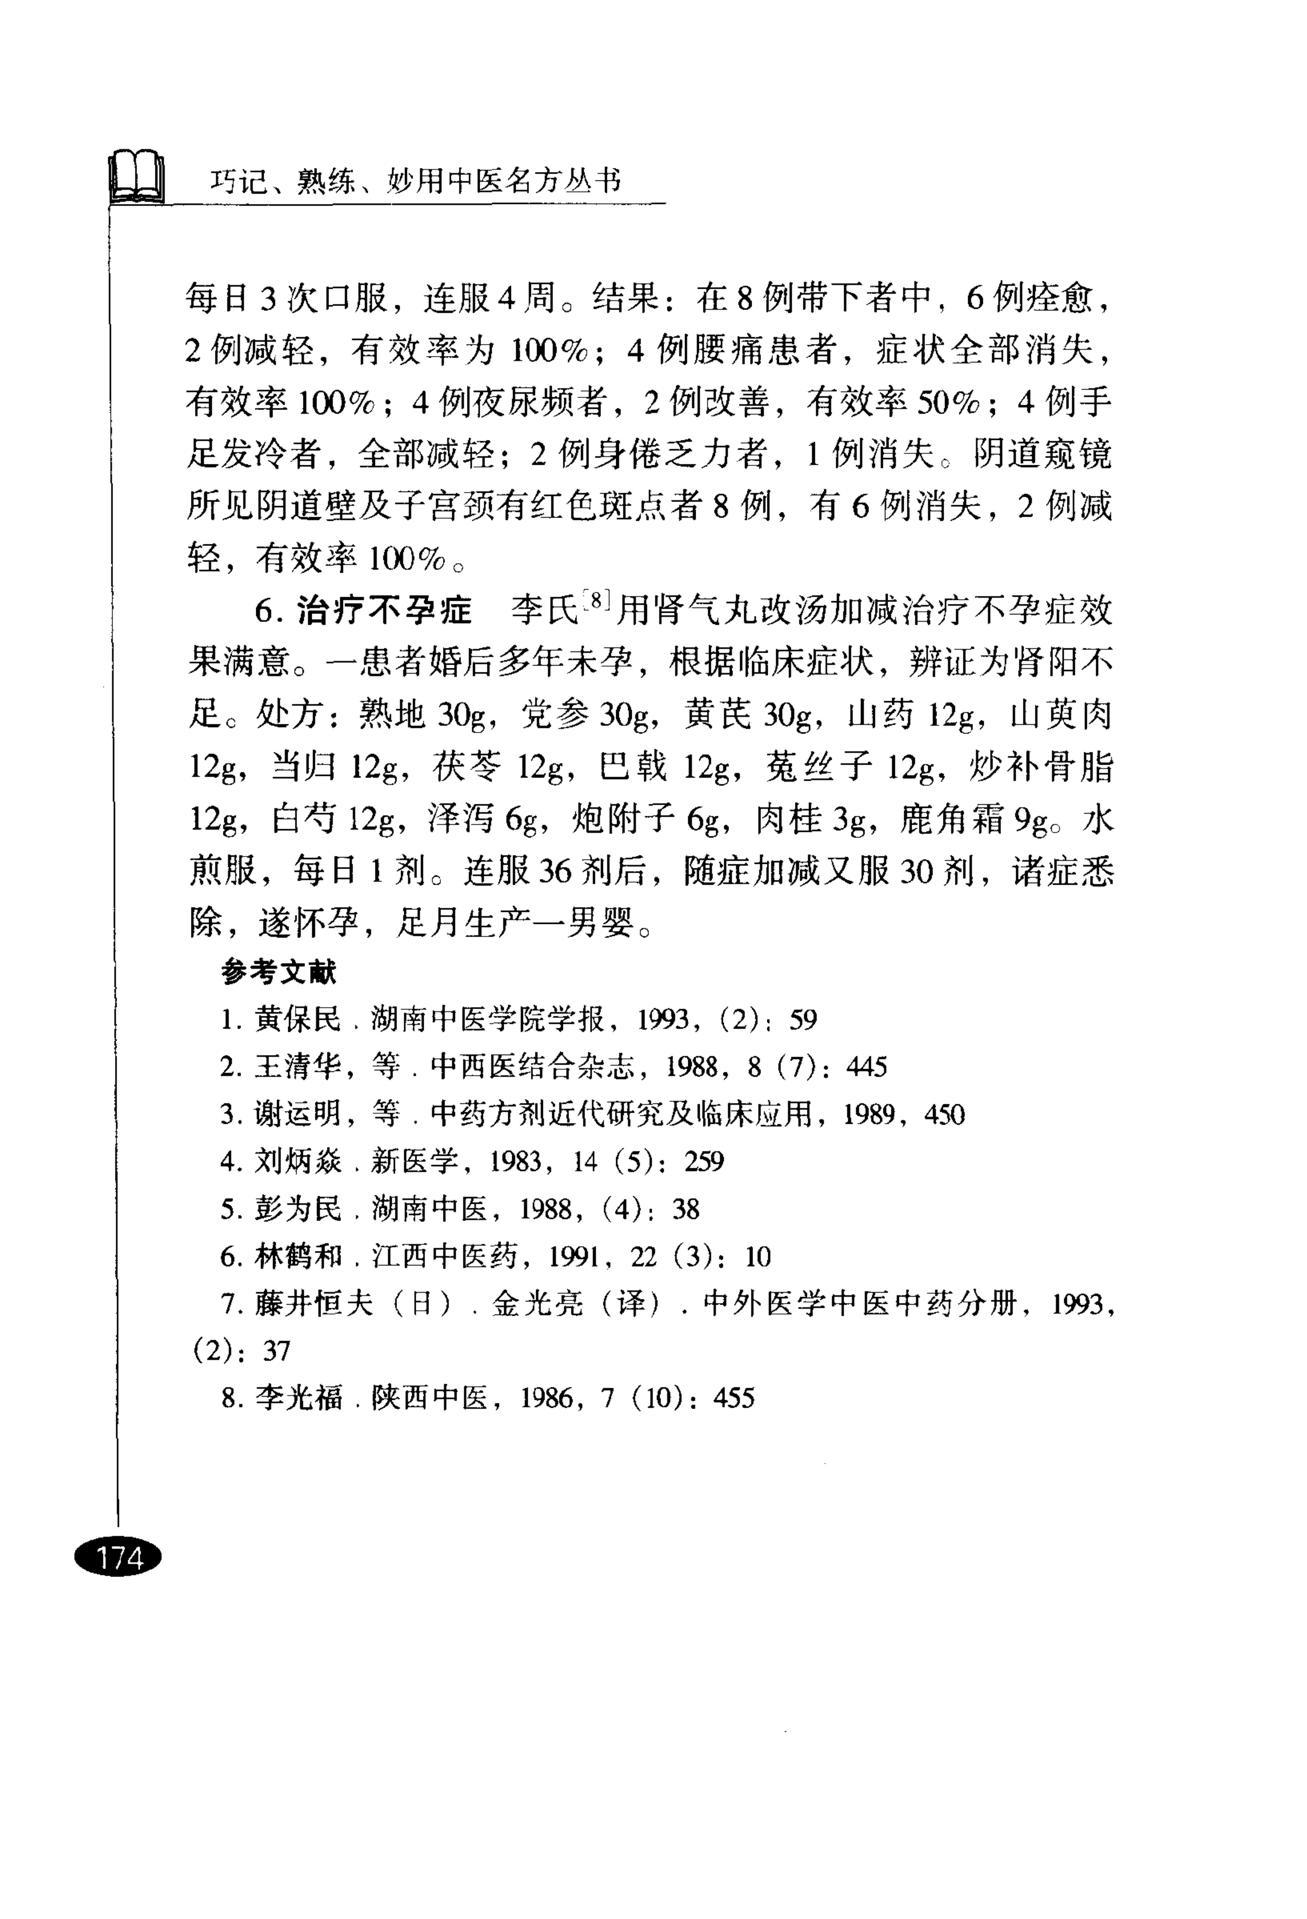 巧记、熟练、妙用中医名方丛书
每日3次口服，连服4周。结果：在8例带下者中，6例痊愈，
2例减轻，有效率为100%；4例腰痛患者，症状全部消失，
有效率100%；4例夜尿频者，2例改善，有效率50%；4例手
足发冷者，全部减轻；2例身倦乏力者，1例消失。阴道窥镜
所见阴道壁及子宫颈有红色斑点者8例，有6例消失，2例减
轻，有效率100%。
6. 治疗不孕症 李氏[8]用肾气丸改汤加减治疗不孕症效
果满意。一患者婚后多年未孕，根据临床症状，辨证为肾阳不
足。处方：熟地30g，党参30g，黄芪30g，山药12g，山萸肉
12g，当归12g，茯苓12g，巴戟12g，菟丝子12g，炒补骨脂
12g，白芍12g，泽泻6g，炮附子6g，肉桂3g，鹿角霜9g。水
煎服，每日1剂。连服36剂后，随症加减又服30剂，诸症悉
除，遂怀孕，足月生产一男婴。
参考文献
1. 黄保民．湖南中医学院学报，1993，(2)：59
2. 王清华，等．中西医结合杂志，1988，8（7）：445
3. 谢运明，等．中药方剂近代研究及临床应用，1989，450
4. 刘炳焱．新医学，1983，14（5）：259
5. 彭为民．湖南中医，1988，(4)：38
6. 林鹤和．江西中医药，1991，22（3）：10
7. 藤井恒夫（日）．金光亮（译）．中外医学中医中药分册，1993，
(2)：37
8. 李光福．陕西中医，1986，7（10）：455
174